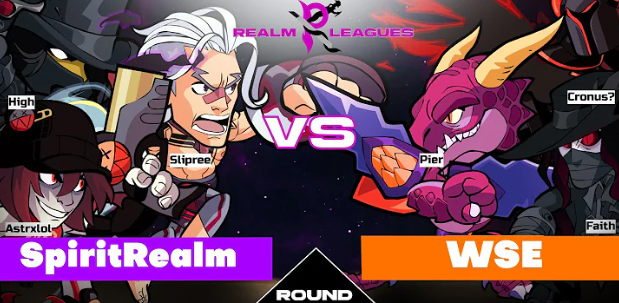 REALM LEAGUES
High
Cronus?
VS
Slipree
Pier
Astrxlol
Faith
SpiritRealm
WSE
ROUND